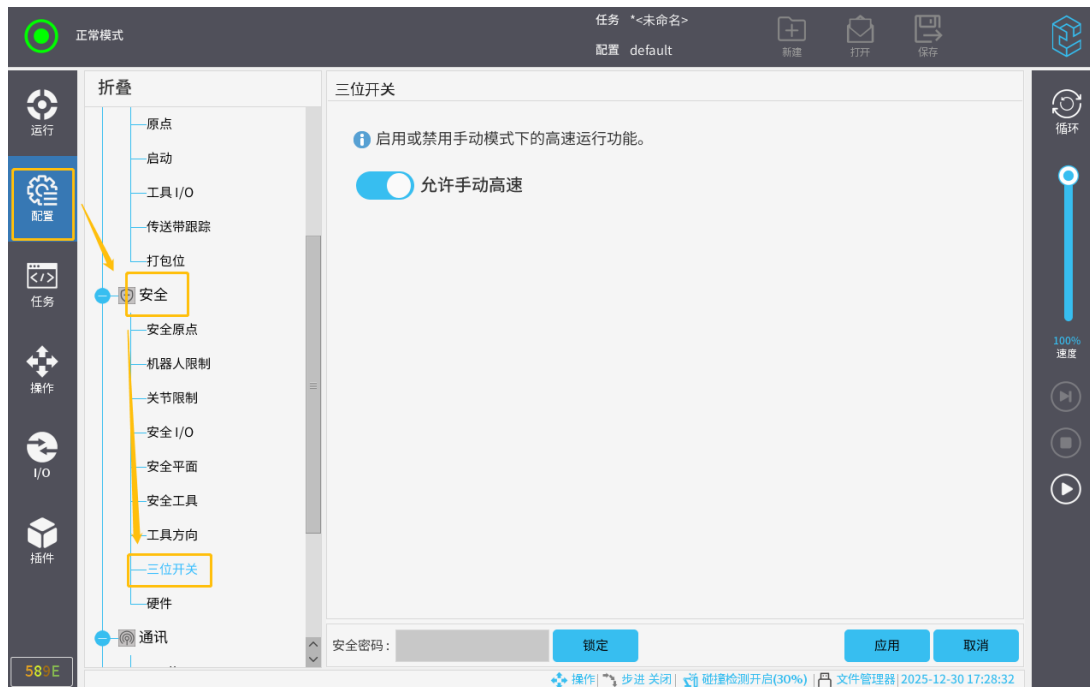 正常模式
任务 *<未命名>
配置 default
新建
打开
保存
运行
配置
任务
操作
I/O
插件
589E
折叠
原点
启动
工具 I/O
传送带跟踪
打包位
安全
安全原点
机器人限制
关节限制
安全 I/O
安全平面
安全工具
工具方向
三位开关
硬件
通讯
三位开关
启用或禁用手动模式下的高速运行功能。
允许手动高速
安全密码：
锁定
应用
取消
循环
100%
速度
操作| 步进 关闭| 碰撞检测开启(30%) | 文件管理器|2025-12-30 17:28:32